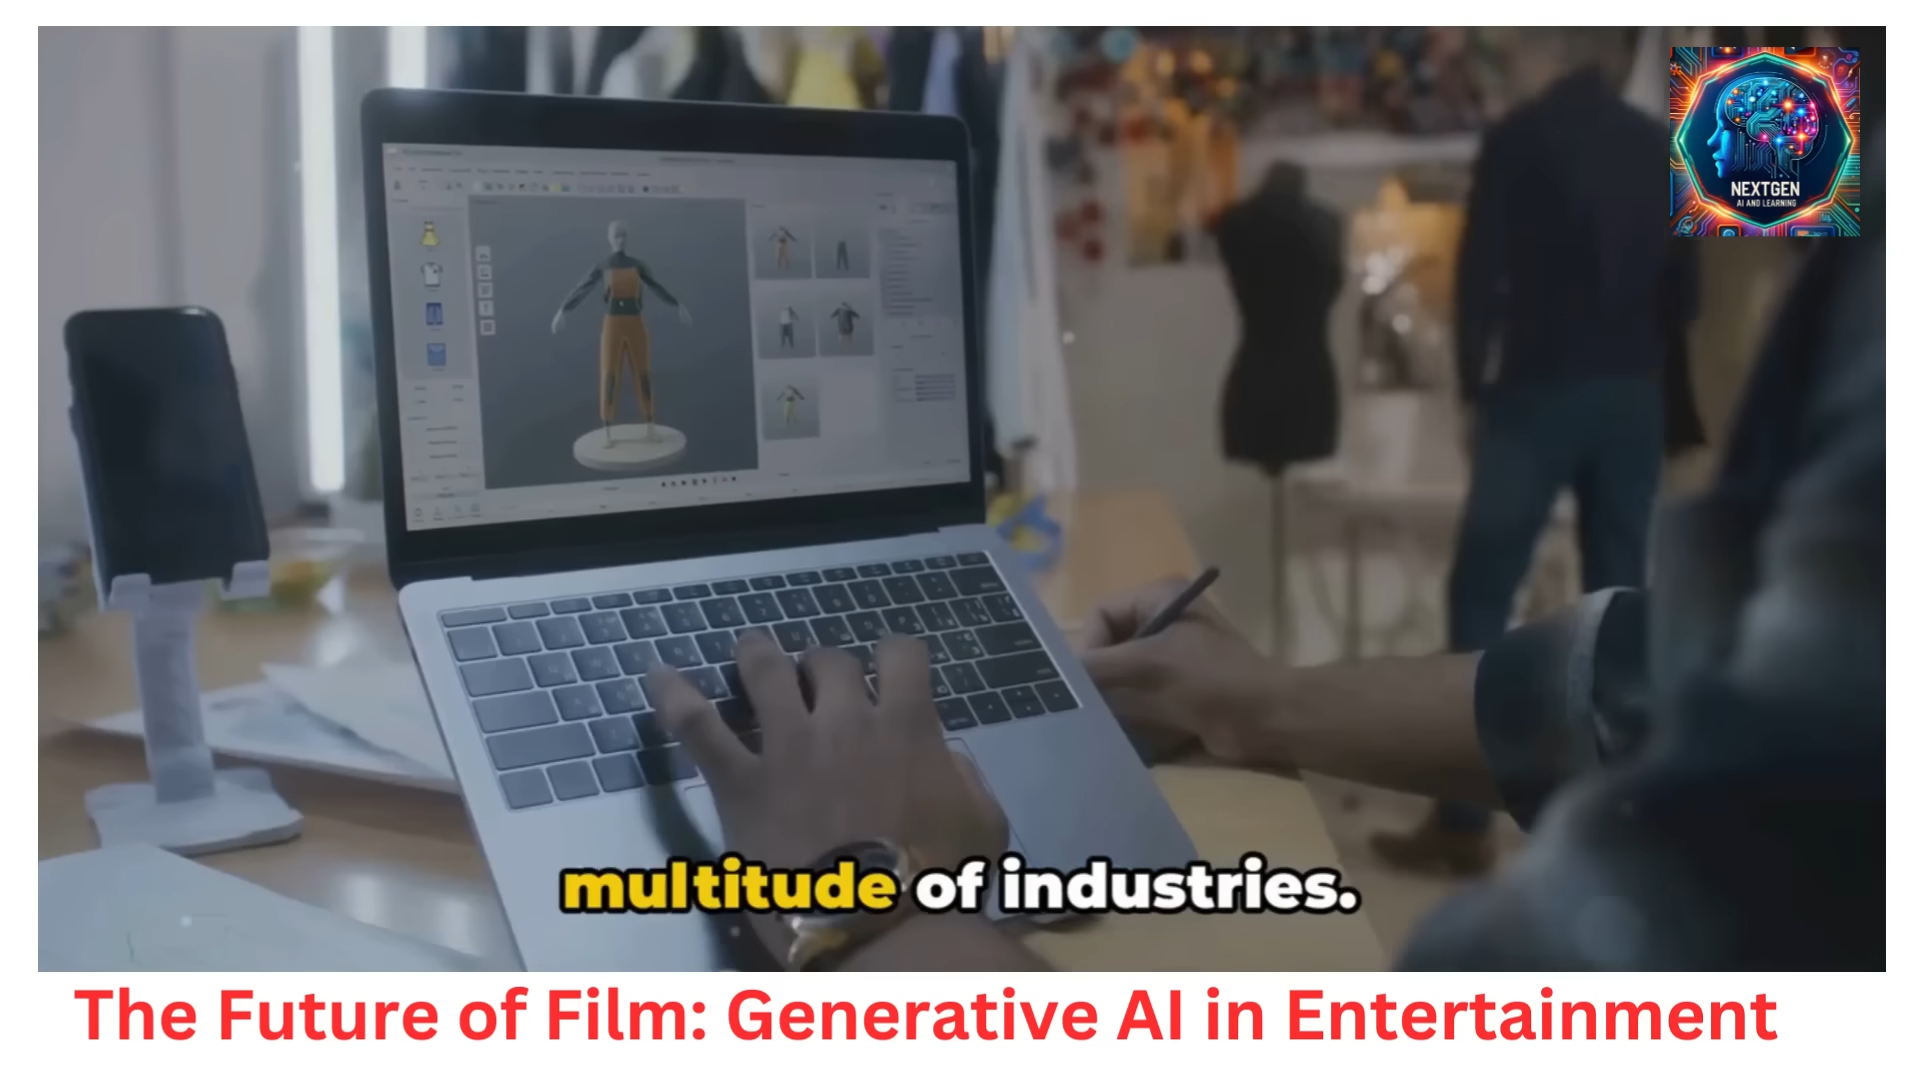 NEXTGEN
AI AND LEARNING
multitude of industries.
The Future of Film: Generative AI in Entertainment